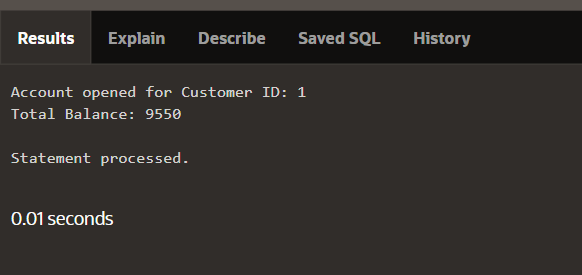 Results Explain Describe Saved SQL History
Account opened for Customer ID: 1
Total Balance: 9550
Statement processed.
0.01 seconds